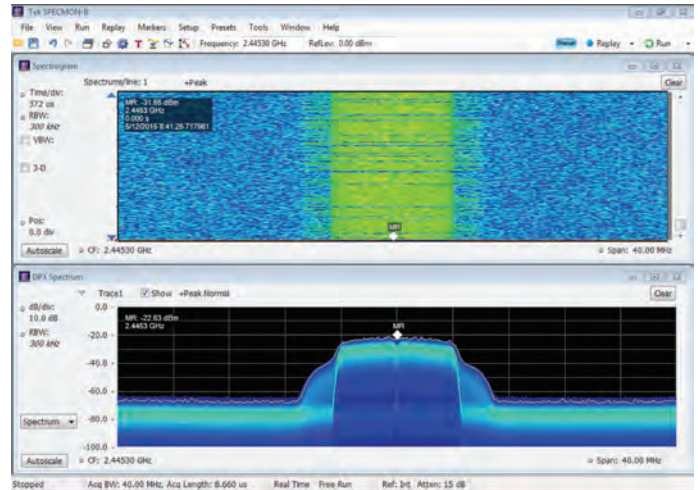 Tek SPECMON-B
File View Run Replay Markers Setup Presets Tools Window Help
Frequency: 2.44530 GHz RefLev: 0.00 dBm Preset Replay Run
Spectrogram
Spectrums/line: 1 +Peak Clear
Time/div:
572 us
RBW:
300 kHz
VBW:
3-D
Pos:
0.0 div
MR: -31.66 dBm
2.4453 GHz
0.000 s
MR
Autoscale CF: 2.44530 GHz Span: 40.00 MHz
DPX Spectrum
Trace1 Show +Peak Normal Clear
dB/div:
10.0 dB
RBW:
300 kHz
0.0
-20.0
-40.0
-60.0
-80.0
-100.0
MR: -22.63 dBm
2.4453 GHz
MR
Spectrum
Autoscale CF: 2.44530 GHz Span: 40.00 MHz
Stopped Acq BW: 40.00 MHz, Acq Length: 8.660 us Real Time Free Run Ref: Int Atten: 15 dB